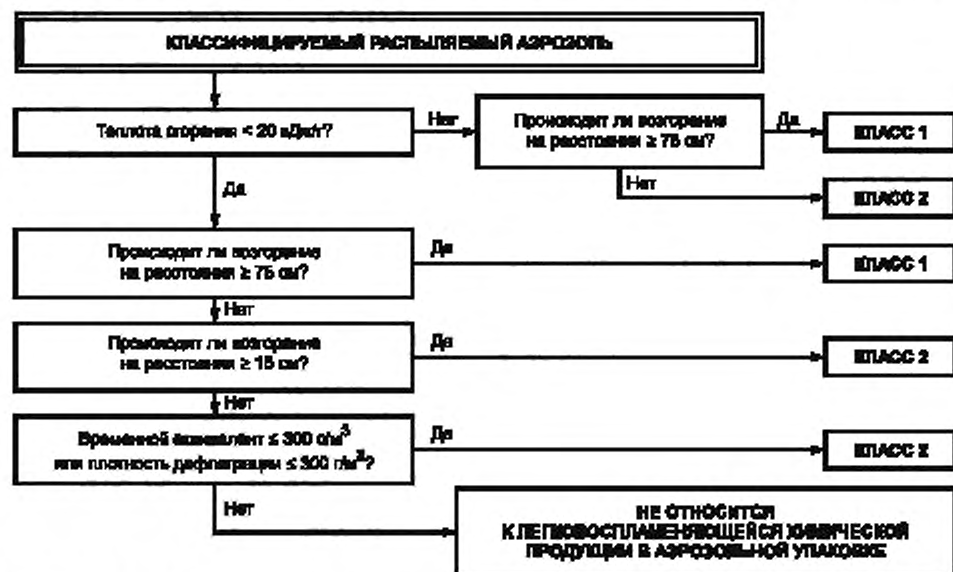 КЛАССИФИЦИРУЕМЫЙ РАСПЫЛЯЕМЫЙ АЭРОЗОЛЬ
Теплота сгорания < 20 кДж/г?
Нет
Происходит ли возгорание
на расстоянии ≥ 75 см?
Да
КЛАСС 1
Нет
КЛАСС 2
Да
Происходит ли возгорание
на расстоянии ≥ 75 см?
Да
КЛАСС 1
Нет
Происходит ли возгорание
на расстоянии ≥ 15 см?
Да
КЛАСС 2
Нет
Временной эквивалент ≤ 300 с/м³
или плотность дефлаграции ≤ 300 г/м³?
Да
КЛАСС 2
Нет
НЕ ОТНОСИТСЯ
К ЛЕГКОВОСПЛАМЕНЯЮЩЕЙСЯ ХИМИЧЕСКОЙ
ПРОДУКЦИИ В АЭРОЗОЛЬНОЙ УПАКОВКЕ